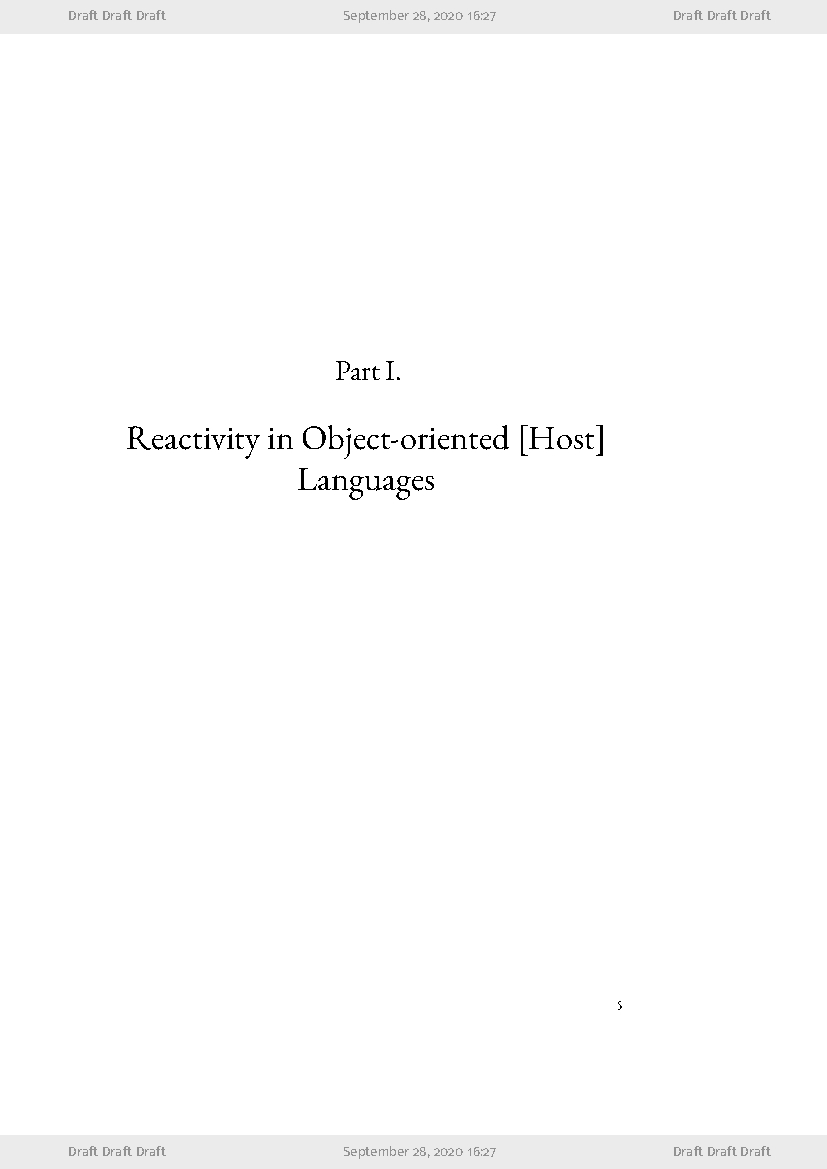 Draft Draft Draft September 28, 2020 16:27 Draft Draft Draft
Part I.
Reactivity in Object-oriented [Host]
Languages
5
Draft Draft Draft September 28, 2020 16:27 Draft Draft Draft